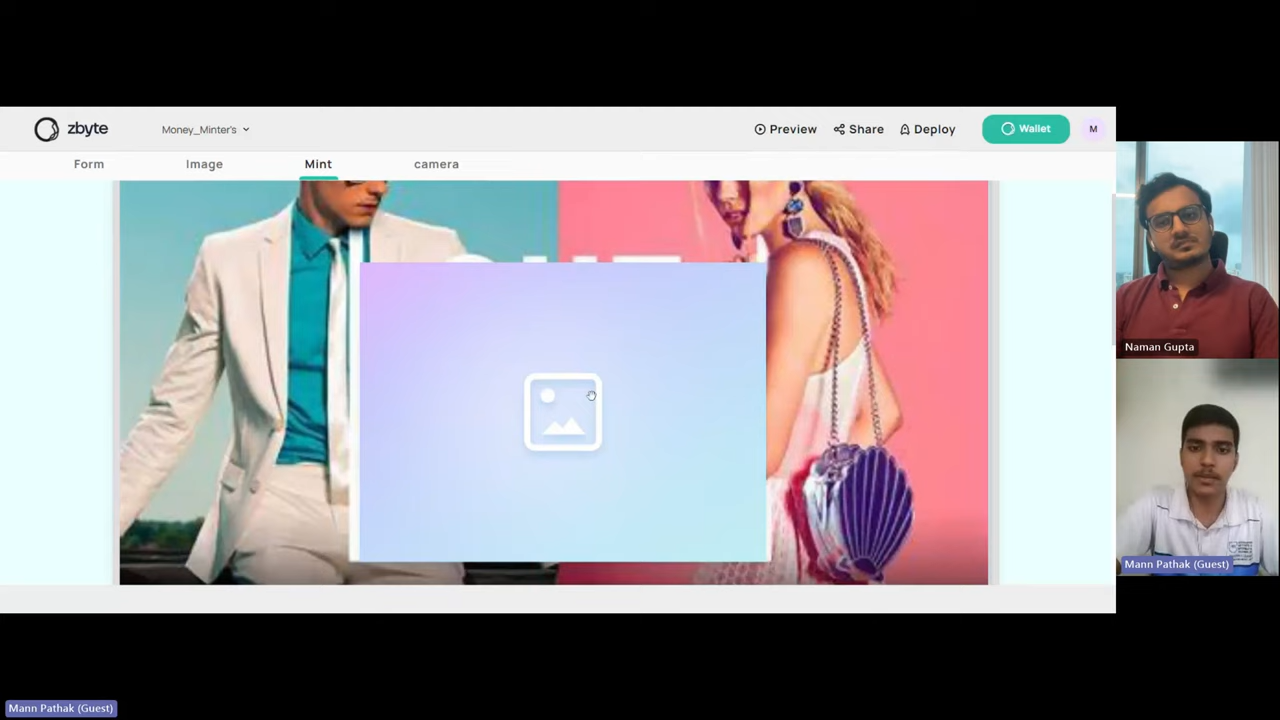 zbyte
Money_Minter's
Preview
Share
Deploy
Wallet
M
Form
Image
Mint
camera
Naman Gupta
Mann Pathak (Guest)
Mann Pathak (Guest)